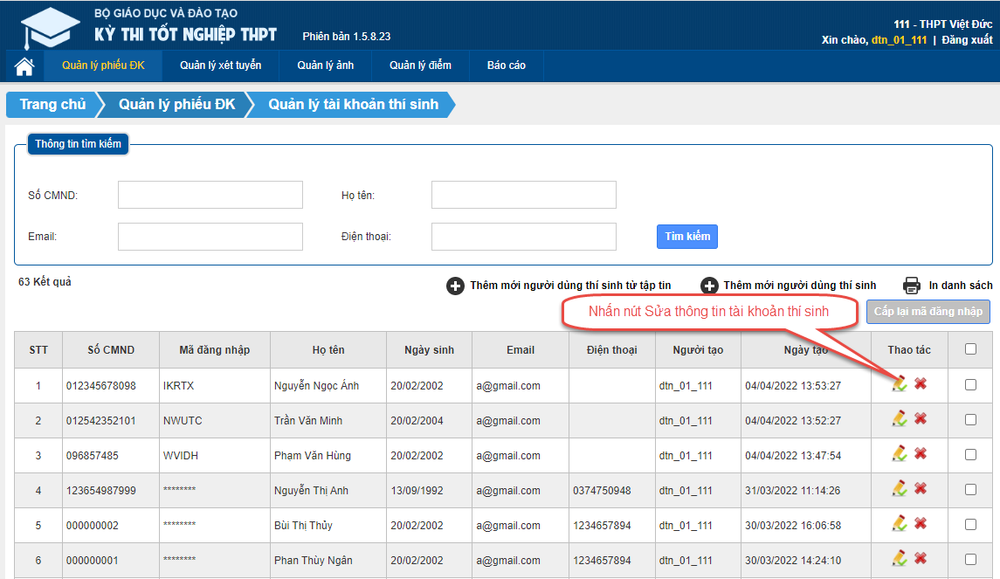 BỘ GIÁO DỤC VÀ ĐÀO TẠO
KỲ THI TỐT NGHIỆP THPT
Phiên bản 1.5.8.23
111 - THPT Việt Đức
Xin chào, dtn_01_111 | Đăng xuất
Quản lý phiếu ĐK Quản lý xét tuyển Quản lý ảnh Quản lý điểm Báo cáo
Trang chủ Quản lý phiếu ĐK Quản lý tài khoản thí sinh
Thông tin tìm kiếm
Số CMND: Họ tên:
Email: Điện thoại: Tìm kiếm
63 Kết quả
Thêm mới người dùng thí sinh từ tập tin Thêm mới người dùng thí sinh In danh sách
Nhấn nút Sửa thông tin tài khoản thí sinh
Cấp lại mã đăng nhập
STT Số CMND Mã đăng nhập Họ tên Ngày sinh Email Điện thoại Người tạo Ngày tạo Thao tác
1 012345678098 IKRTX Nguyễn Ngọc Ánh 20/02/2002 a@gmail.com dtn_01_111 04/04/2022 13:53:27
2 012542352101 NWUTC Trần Văn Minh 20/02/2004 a@gmail.com dtn_01_111 04/04/2022 13:52:27
3 096857485 WVIDH Phạm Văn Hùng 20/02/2002 a@gmail.com dtn_01_111 04/04/2022 13:47:54
4 123654987999 ******** Nguyễn Thị Anh 13/09/1992 a@gmail.com 0374750948 dtn_01_111 31/03/2022 11:14:26
5 000000002 ******** Bùi Thị Thủy 20/02/2002 a@gmail.com 1234657894 dtn_01_111 30/03/2022 16:06:58
6 000000001 ******** Phan Thùy Ngân 20/02/2002 a@gmail.com 1234657894 dtn_01_111 30/03/2022 14:24:10